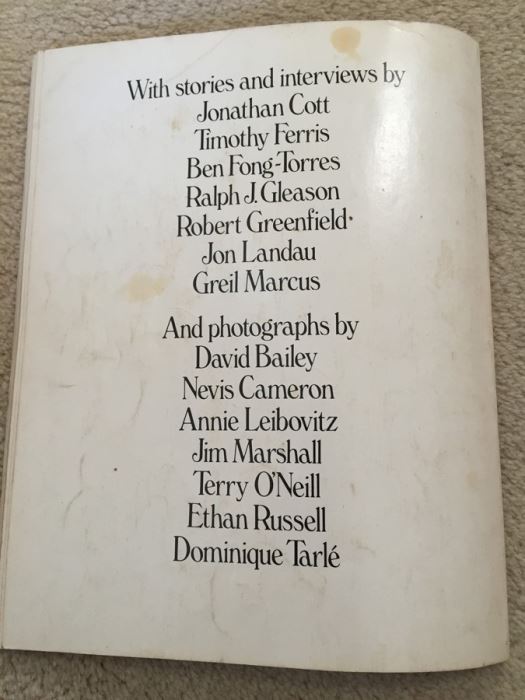 With stories and interviews by
Jonathan Cott
Timothy Ferris
Ben Fong-Torres
Ralph J. Gleason
Robert Greenfield
Jon Landau
Greil Marcus
And photographs by
David Bailey
Nevis Cameron
Annie Leibovitz
Jim Marshall
Terry O'Neill
Ethan Russell
Dominique Tarlé